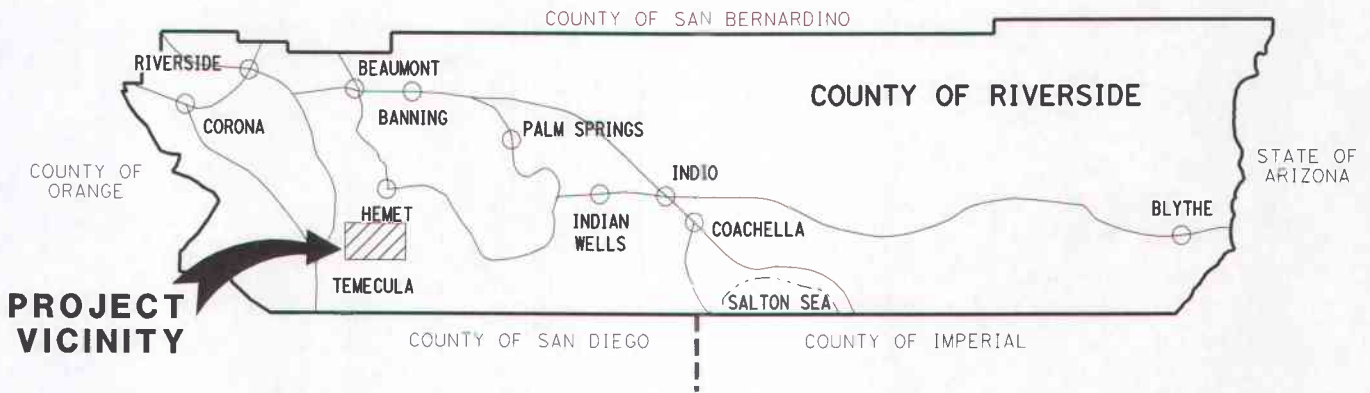 COUNTY OF SAN BERNARDINO
RIVERSIDE
BEAUMONT
COUNTY OF RIVERSIDE
CORONA
BANNING
PALM SPRINGS
COUNTY OF
ORANGE
STATE OF
ARIZONA
INDIO
HEMET
INDIAN
WELLS
COACHELLA
BLYTHE
PROJECT
VICINITY
TEMECULA
SALTON SEA
COUNTY OF SAN DIEGO
COUNTY OF IMPERIAL